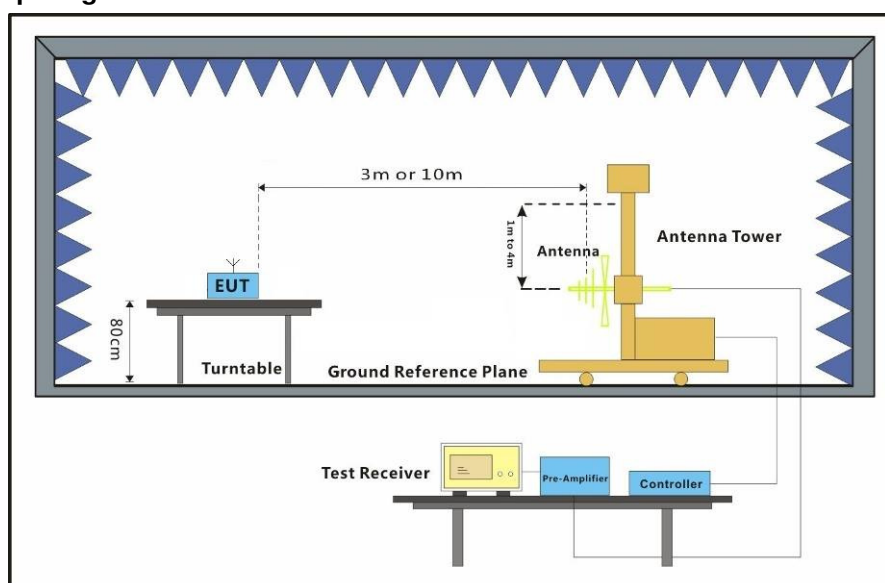 3m or 10m
1m to 4m
Antenna
Antenna Tower
EUT
80cm
Turntable
Ground Reference Plane
Test Receiver
Pre-Amplifier
Controller